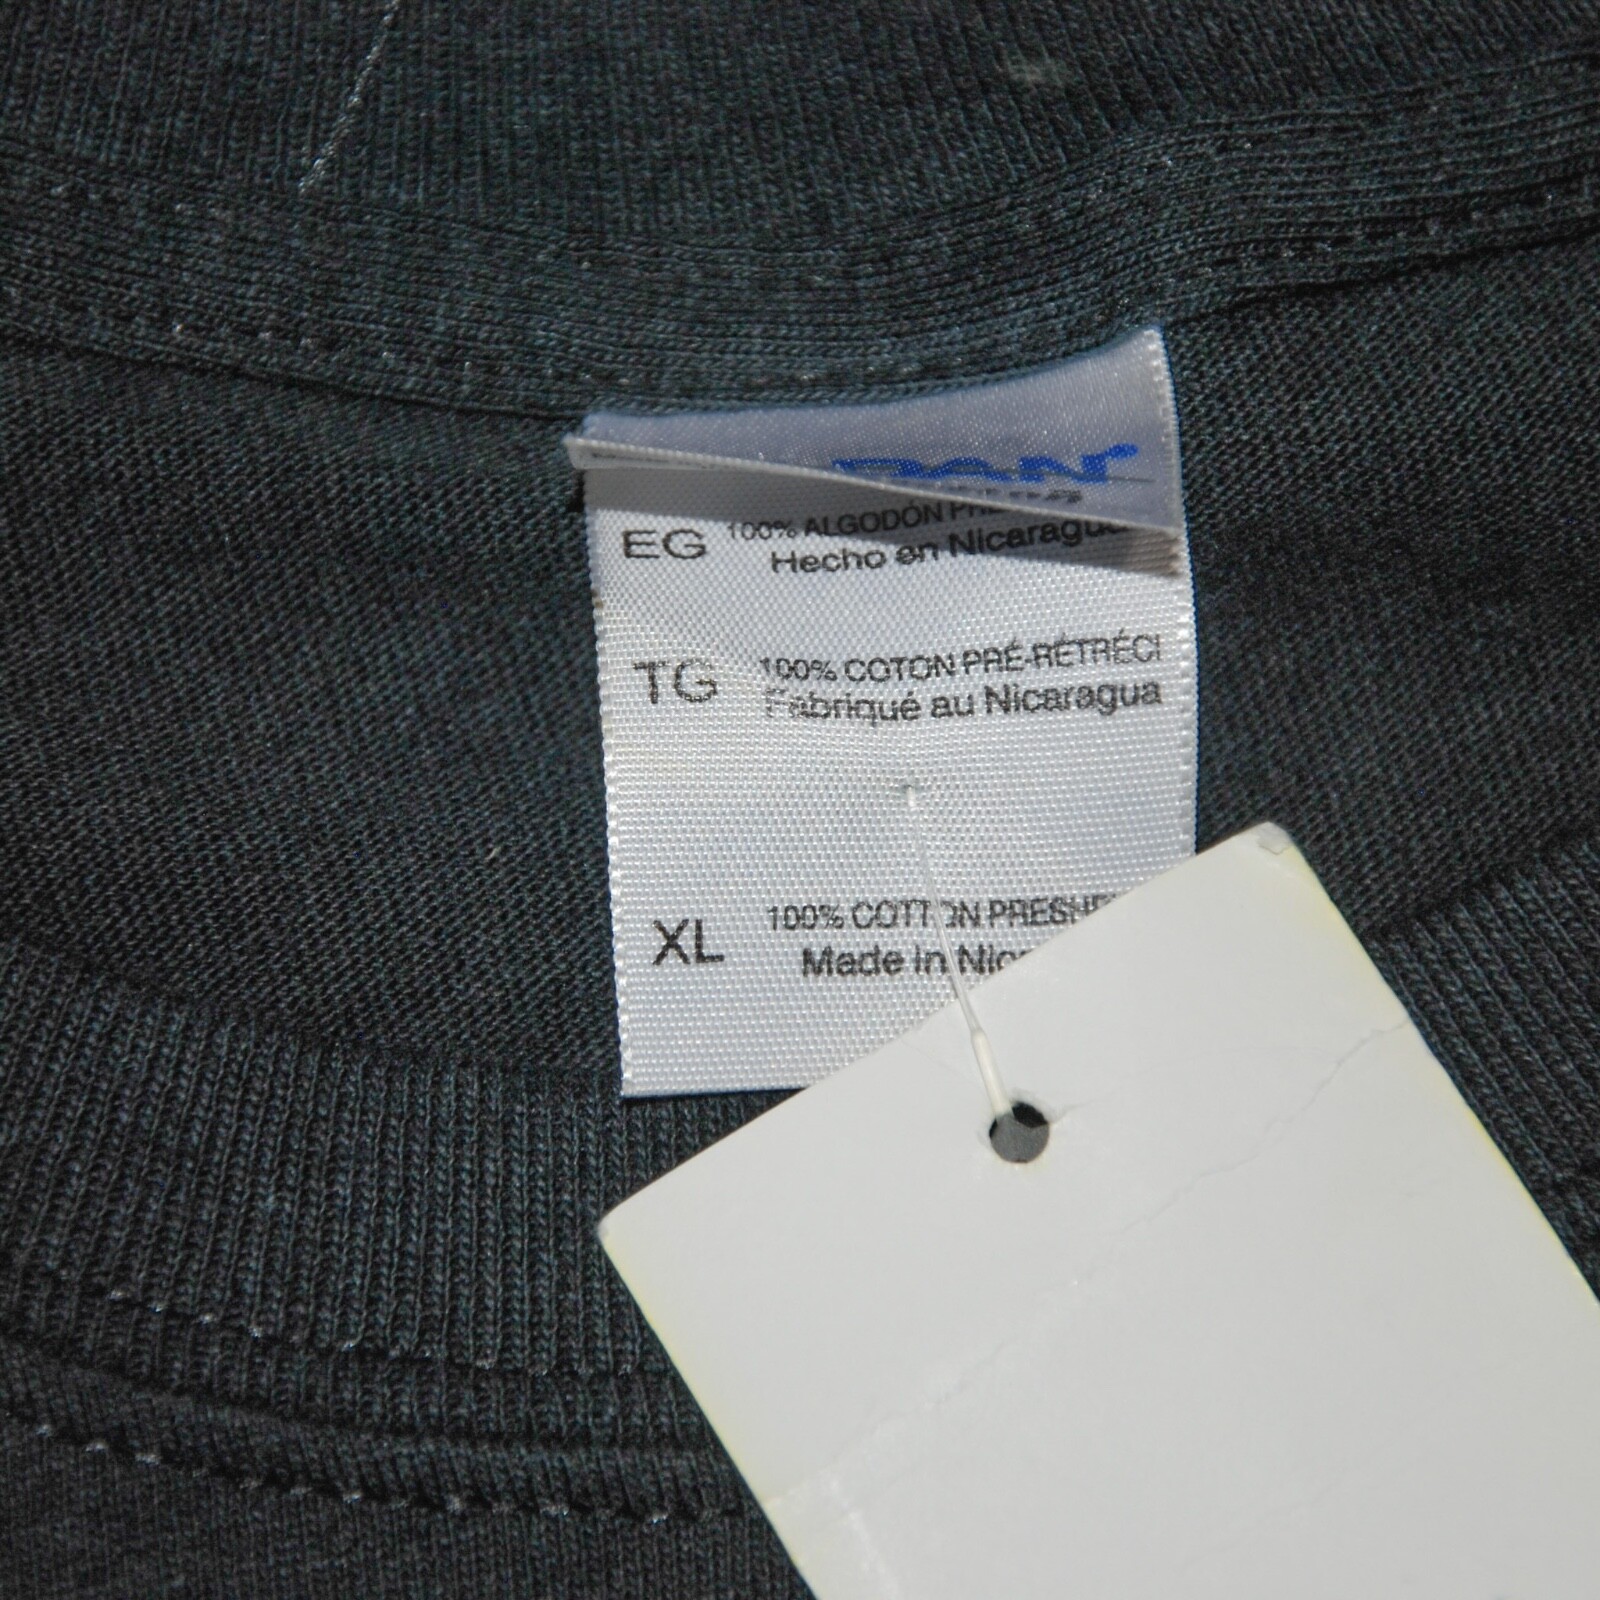 EG 100% ALGODÓN
Hecho en Nicaragua
TG 100% COTON PRÉ-RÉTRÉCI
Fabriqué au Nicaragua
XL 100% COTTON
Made in